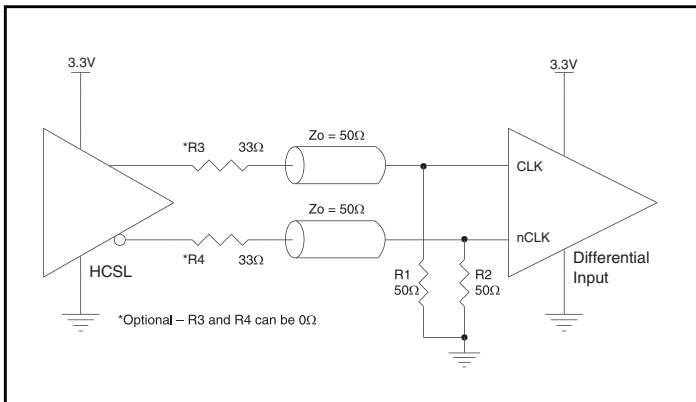 3.3V
3.3V
*R3
33Ω
Zo = 50Ω
CLK
Zo = 50Ω
nCLK
HCSL
*R4
33Ω
R1
50Ω
R2
50Ω
Differential
Input
*Optional – R3 and R4 can be 0Ω